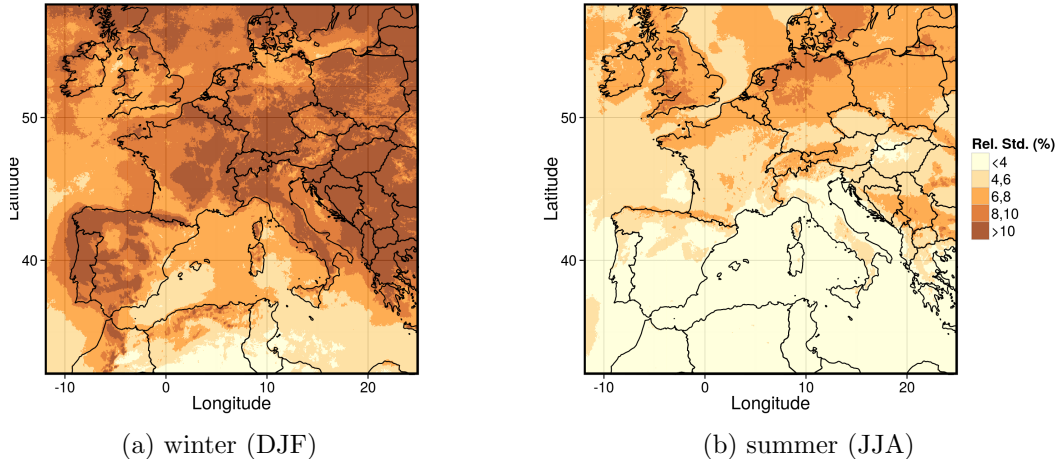 50
40
Latitude
-10 0 10 20
Longitude
(a) winter (DJF)
50
40
Latitude
-10 0 10 20
Longitude
(b) summer (JJA)
Rel. Std. (%)
<4
4,6
6,8
8,10
>10